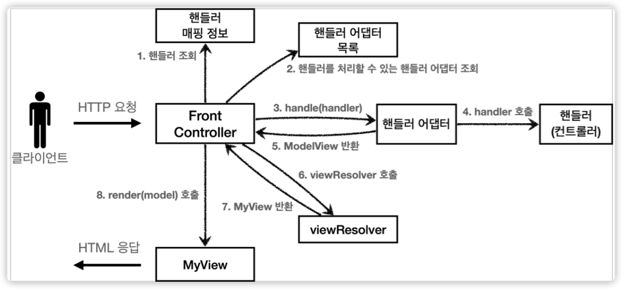 핸들러
매핑 정보
핸들러 어댑터
목록
1. 핸들러 조회
2. 핸들러를 처리할 수 있는 핸들러 어댑터 조회
HTTP 요청
Front
Controller
3. handle(handler)
핸들러 어댑터
4. handler 호출
핸들러
(컨트롤러)
클라이언트
5. ModelView 반환
6. viewResolver 호출
7. MyView 반환
8. render(model) 호출
viewResolver
HTML 응답
MyView